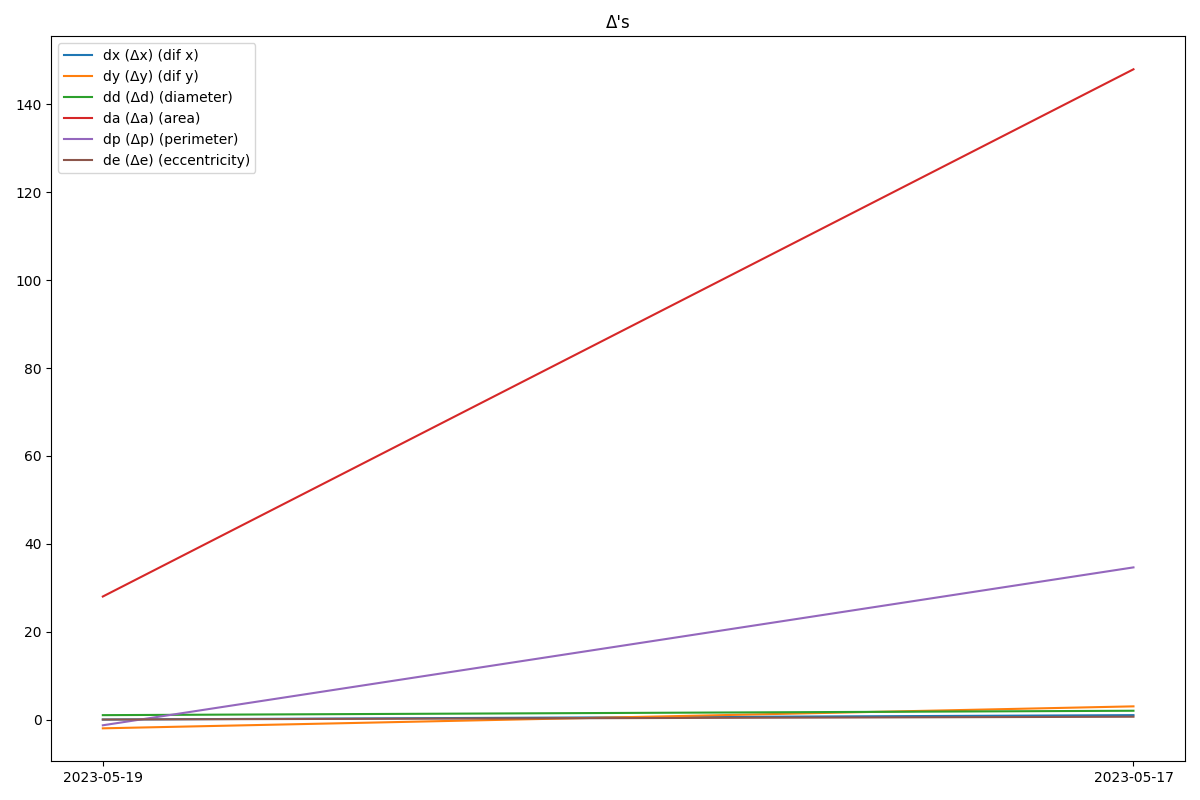 Δ's
dx (Δx) (dif x)
dy (Δy) (dif y)
dd (Δd) (diameter)
da (Δa) (area)
dp (Δp) (perimeter)
de (Δe) (eccentricity)
140
120
100
80
60
40
20
0
2023-05-19
2023-05-17